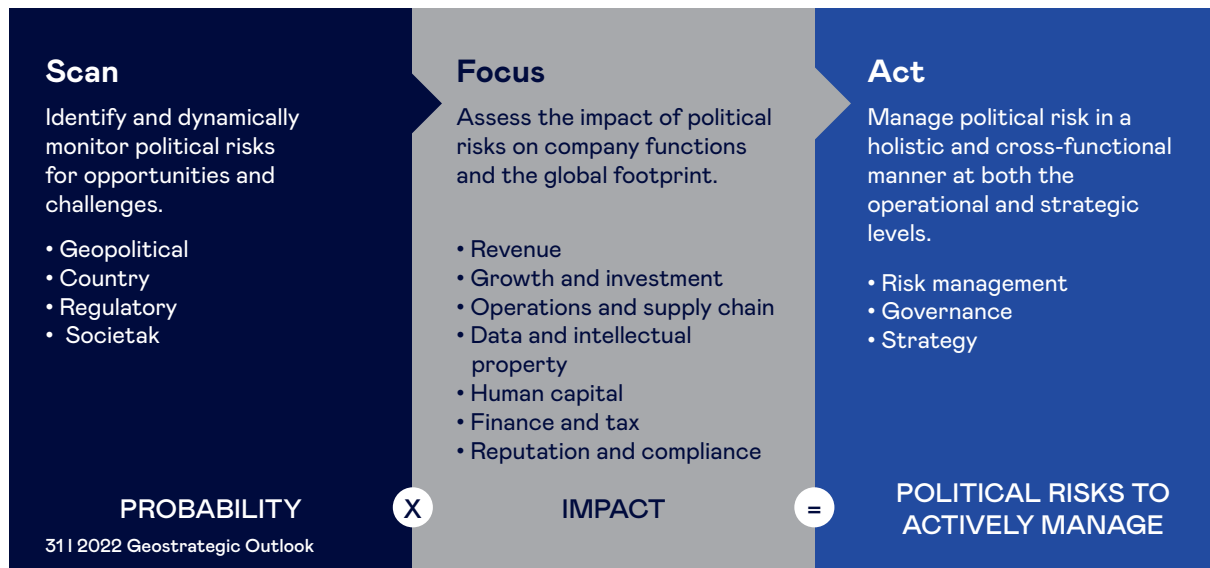 Scan
Identify and dynamically
monitor political risks
for opportunities and
challenges.
• Geopolitical
• Country
• Regulatory
• Societak
PROBABILITY
31 I 2022 Geostrategic Outlook
X
Focus
Assess the impact of political
risks on company functions
and the global footprint.
• Revenue
• Growth and investment
• Operations and supply chain
• Data and intellectual
property
• Human capital
• Finance and tax
• Reputation and compliance
IMPACT
=
Act
Manage political risk in a
holistic and cross-functional
manner at both the
operational and strategic
levels.
• Risk management
• Governance
• Strategy
POLITICAL RISKS TO
ACTIVELY MANAGE